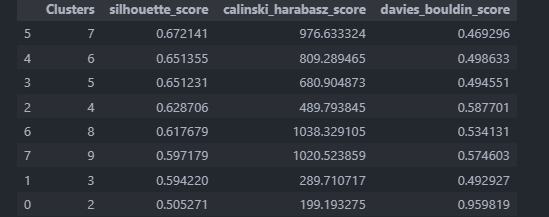 Clusters silhouette_score calinski_harabasz_score davies_bouldin_score
5 7 0.672141 976.633324 0.469296
4 6 0.651355 809.289465 0.498633
3 5 0.651231 680.904873 0.494551
2 4 0.628706 489.793845 0.587701
6 8 0.617679 1038.329105 0.534131
7 9 0.597179 1020.523859 0.574603
1 3 0.594220 289.710717 0.492927
0 2 0.505271 199.193275 0.959819